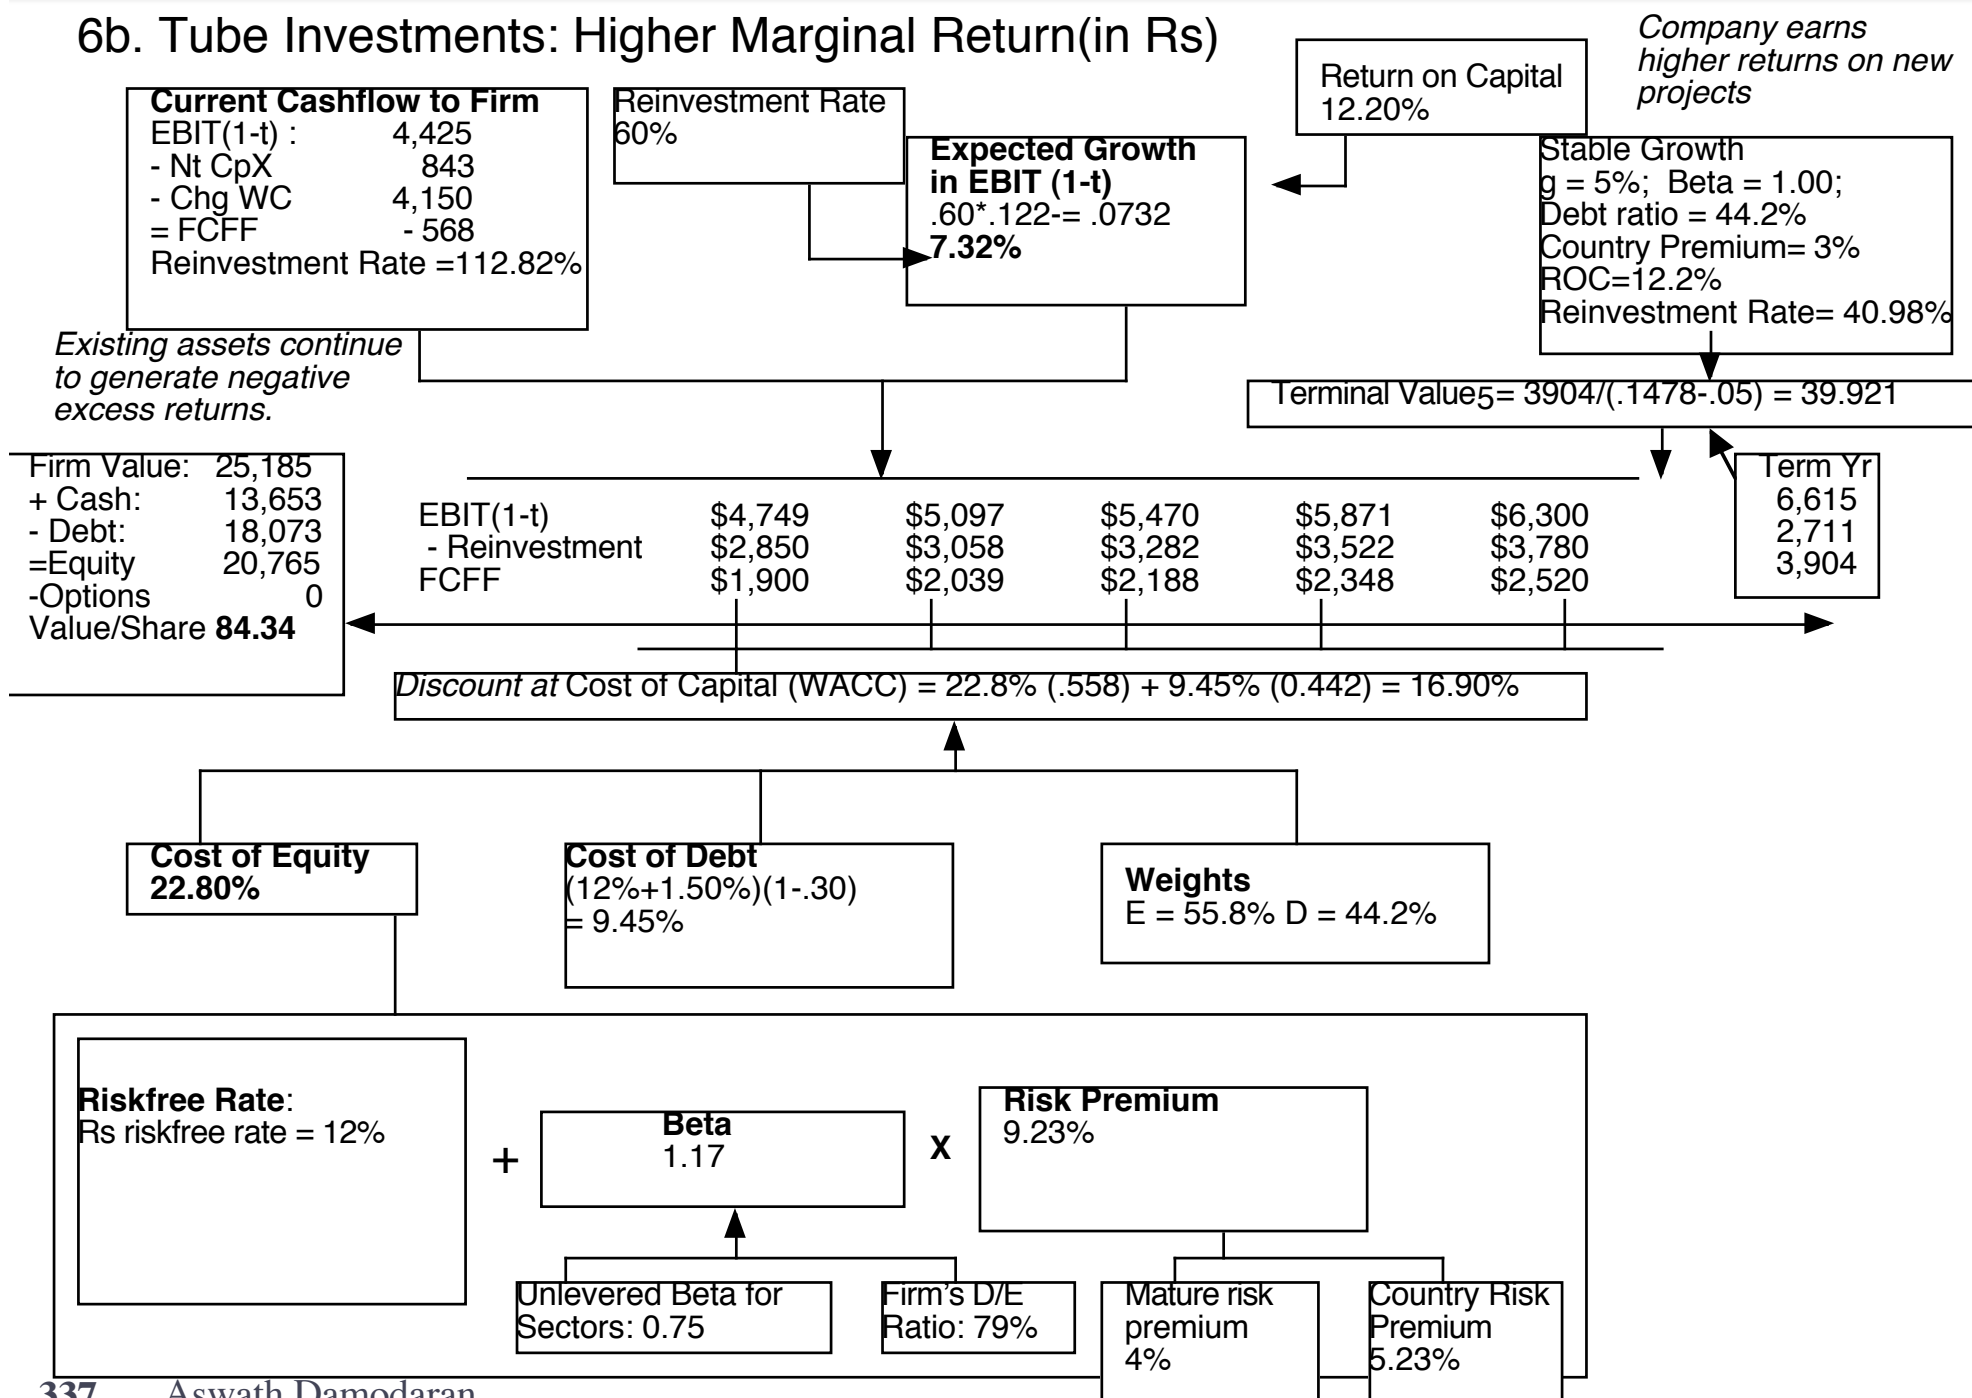 6b. Tube Investments: Higher Marginal Return(in Rs)
Company earns
higher returns on new
projects
Current Cashflow to Firm
EBIT(1-t) : 4,425
- Nt CpX 843
- Chg WC 4,150
= FCFF - 568
Reinvestment Rate =112.82%
Reinvestment Rate
60%
Expected Growth
in EBIT (1-t)
.60*.122-= .0732
7.32%
Return on Capital
12.20%
Stable Growth
g = 5%; Beta = 1.00;
Debt ratio = 44.2%
Country Premium= 3%
ROC=12.2%
Reinvestment Rate= 40.98%
Existing assets continue
to generate negative
excess returns.
Terminal Value5= 3904/(.1478-.05) = 39.921
Firm Value: 25,185
+ Cash: 13,653
- Debt: 18,073
=Equity 20,765
-Options 0
Value/Share 84.34
EBIT(1-t) $4,749 $5,097 $5,470 $5,871 $6,300
- Reinvestment $2,850 $3,058 $3,282 $3,522 $3,780
FCFF $1,900 $2,039 $2,188 $2,348 $2,520
Term Yr
6,615
2,711
3,904
Discount at Cost of Capital (WACC) = 22.8% (.558) + 9.45% (0.442) = 16.90%
Cost of Equity
22.80%
Cost of Debt
(12%+1.50%)(1-.30)
= 9.45%
Weights
E = 55.8% D = 44.2%
Riskfree Rate:
Rs riskfree rate = 12%
+
Beta
1.17
X
Risk Premium
9.23%
Unlevered Beta for
Sectors: 0.75
Firm's D/E
Ratio: 79%
Mature risk
premium
4%
Country Risk
Premium
5.23%
337 Aswath Damodaran